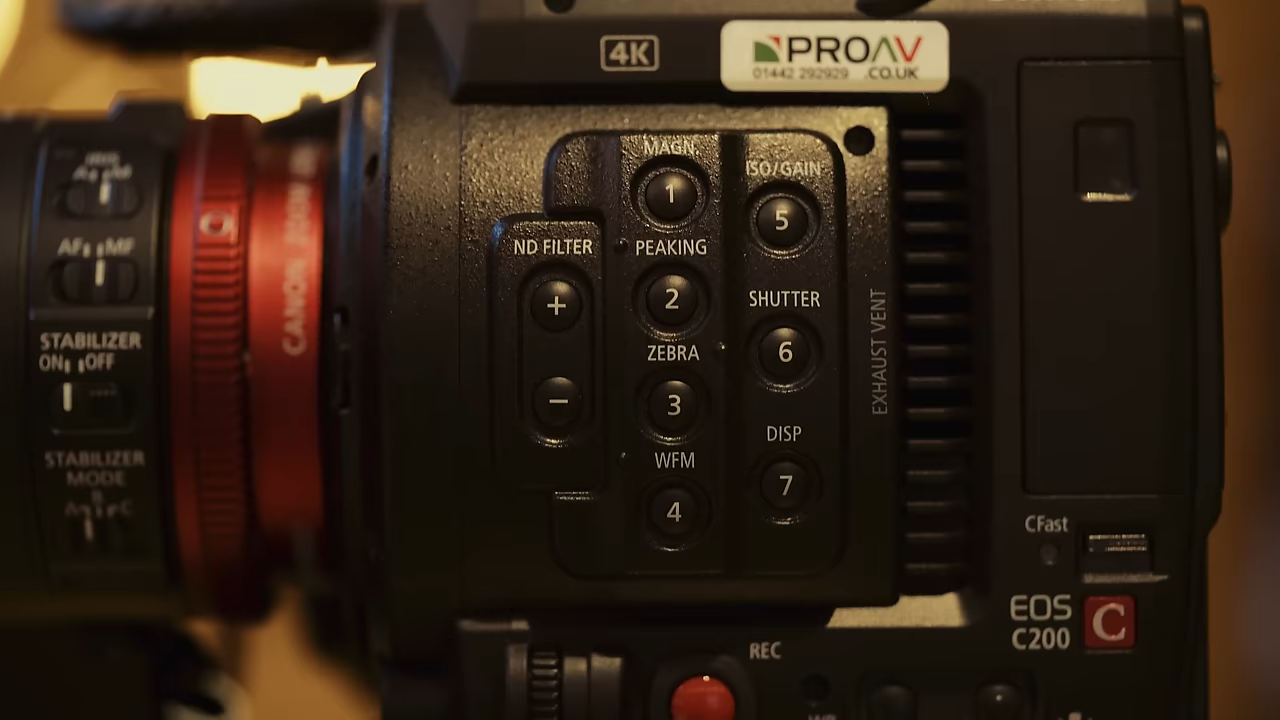 4K
PROAV
01442 292929 .CO.UK
AF MF
STABILIZER
ON OFF
STABILIZER
MODE
CANON
ND FILTER
+
−
MAGN.
1
PEAKING
2
ZEBRA
3
WFM
4
ISO/GAIN
5
SHUTTER
6
DISP
7
EXHAUST VENT
CFast
EOS
C200
C
REC